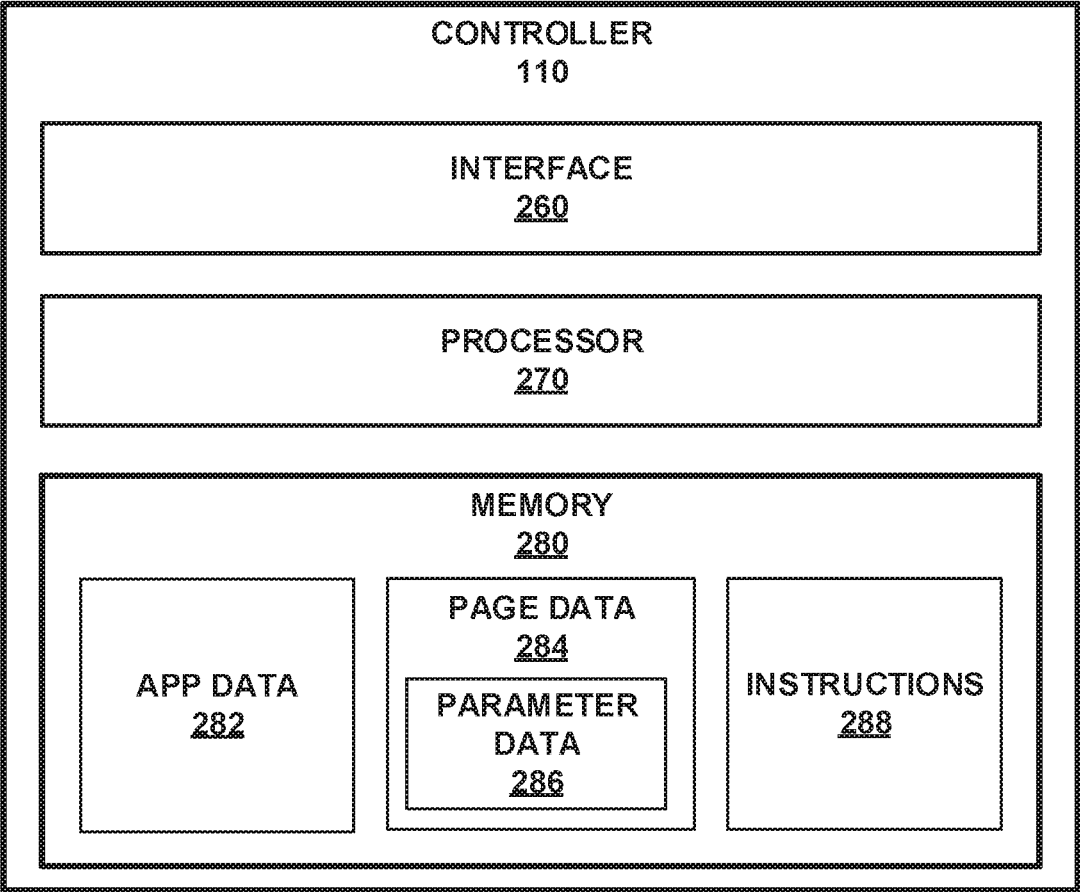 CONTROLLER
110
INTERFACE
260
PROCESSOR
270
MEMORY
280
APP DATA
282
PAGE DATA
284
PARAMETER
DATA
286
INSTRUCTIONS
288